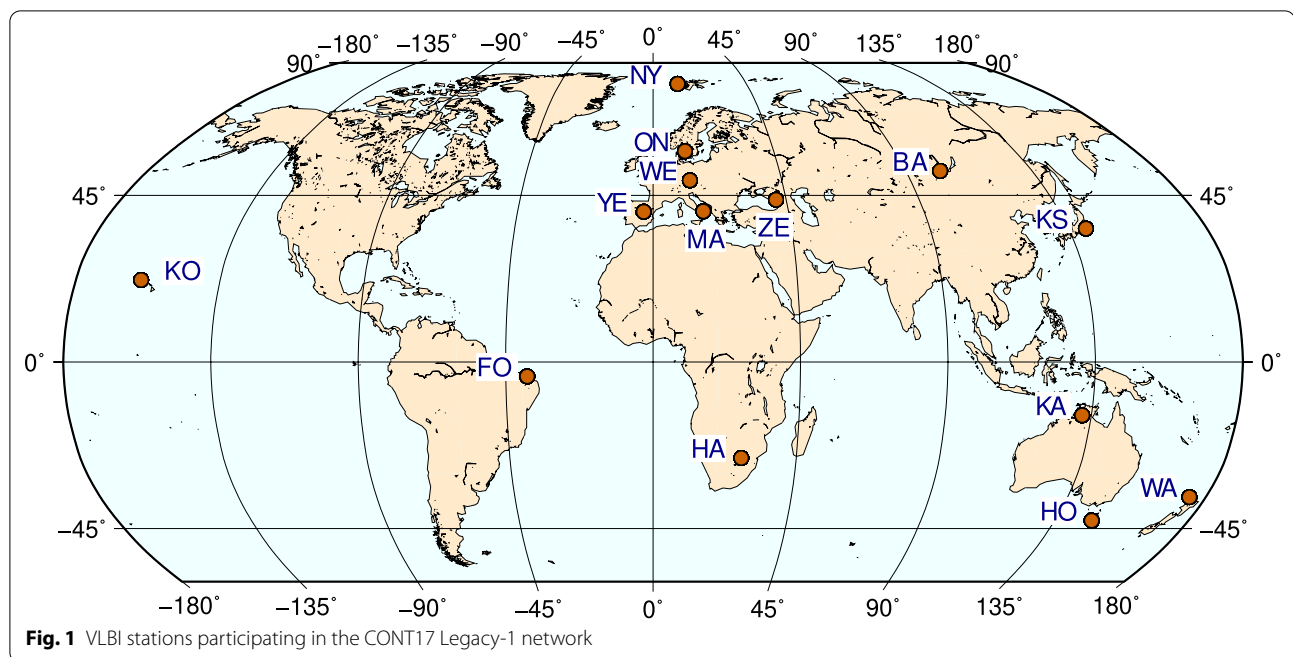 −180˚ −135˚ −90˚ −45˚ 0˚ 45˚ 90˚ 135˚ 180˚
90˚ 90˚
NY
ON
WE BA
45˚ 45˚
YE KS
MA ZE
KO
0˚ 0˚
FO
KA
HA
WA
HO
−45˚ −45˚
−180˚ −135˚ −90˚ −45˚ 0˚ 45˚ 90˚ 135˚ 180˚
Fig. 1 VLBI stations participating in the CONT17 Legacy-1 network